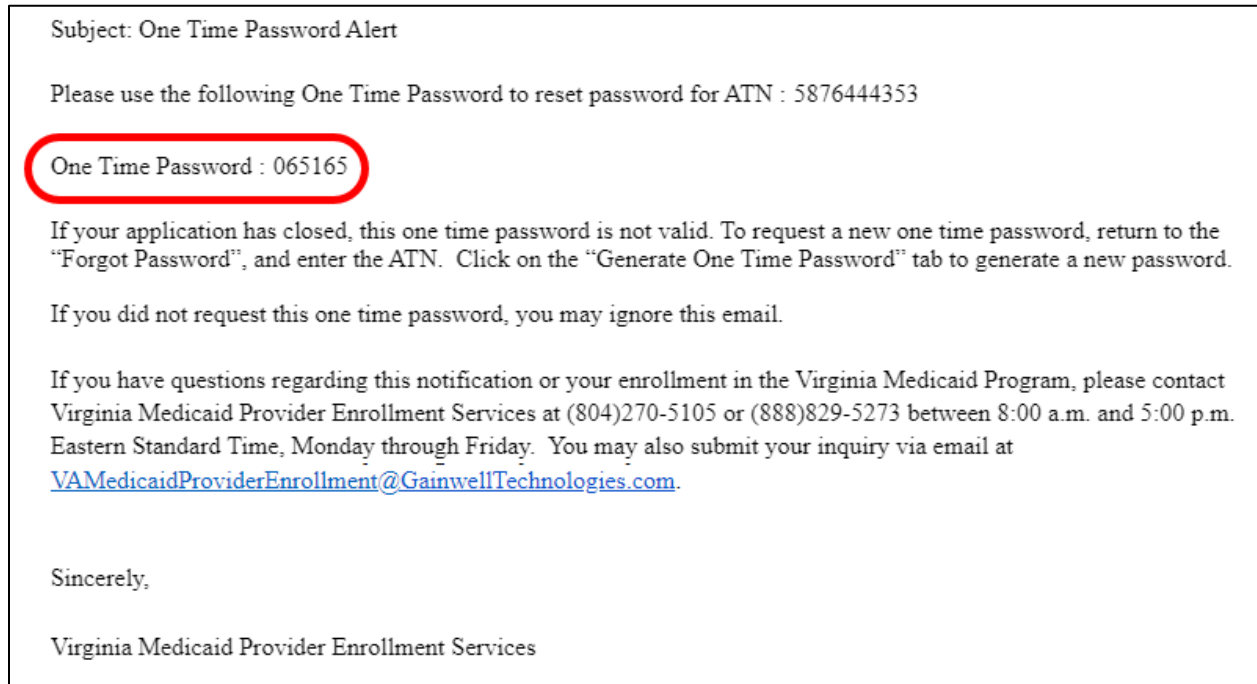 Subject: One Time Password Alert
Please use the following One Time Password to reset password for ATN : 5876444353
One Time Password : 065165
If your application has closed, this one time password is not valid. To request a new one time password, return to the
“Forgot Password”, and enter the ATN.  Click on the “Generate One Time Password” tab to generate a new password.
If you did not request this one time password, you may ignore this email.
If you have questions regarding this notification or your enrollment in the Virginia Medicaid Program, please contact
Virginia Medicaid Provider Enrollment Services at (804)270-5105 or (888)829-5273 between 8:00 a.m. and 5:00 p.m.
Eastern Standard Time, Monday through Friday.  You may also submit your inquiry via email at
VAMedicaidProviderEnrollment@GainwellTechnologies.com.
Sincerely,
Virginia Medicaid Provider Enrollment Services